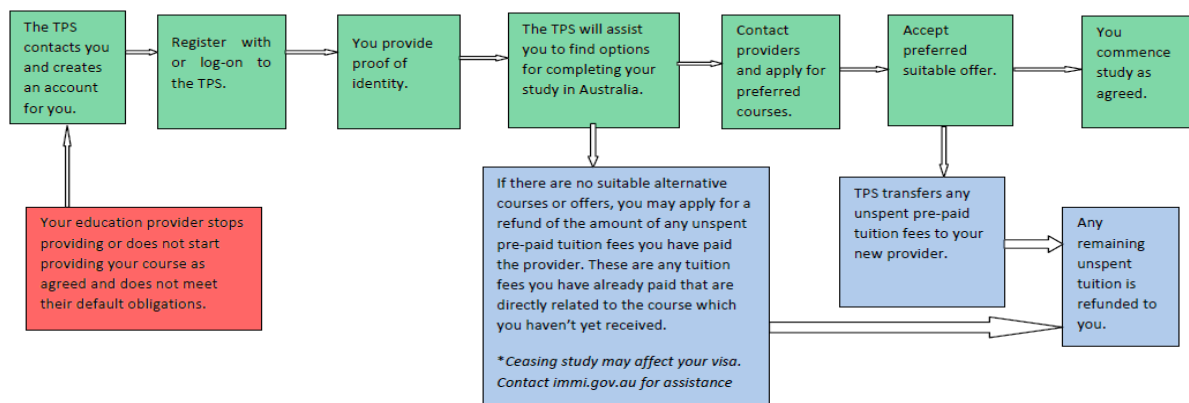 The TPS
contacts you
and creates
an account
for you.
Register with
or log-on to
the TPS.
You provide
proof of
identity.
The TPS will assist
you to find options
for completing your
study in Australia.
Contact
providers
and apply for
preferred
courses.
Accept
preferred
suitable offer.
You
commence
study as
agreed.
Your education provider stops
providing or does not start
providing your course as
agreed and does not meet
their default obligations.
If there are no suitable alternative
courses or offers, you may apply for a
refund of the amount of any unspent
pre-paid tuition fees you have paid
the provider. These are any tuition
fees you have already paid that are
directly related to the course which
you haven't yet received.
*Ceasing study may affect your visa.
Contact immi.gov.au for assistance
TPS transfers any
unspent pre-paid
tuition fees to your
new provider.
Any
remaining
unspent
tuition is
refunded to
you.